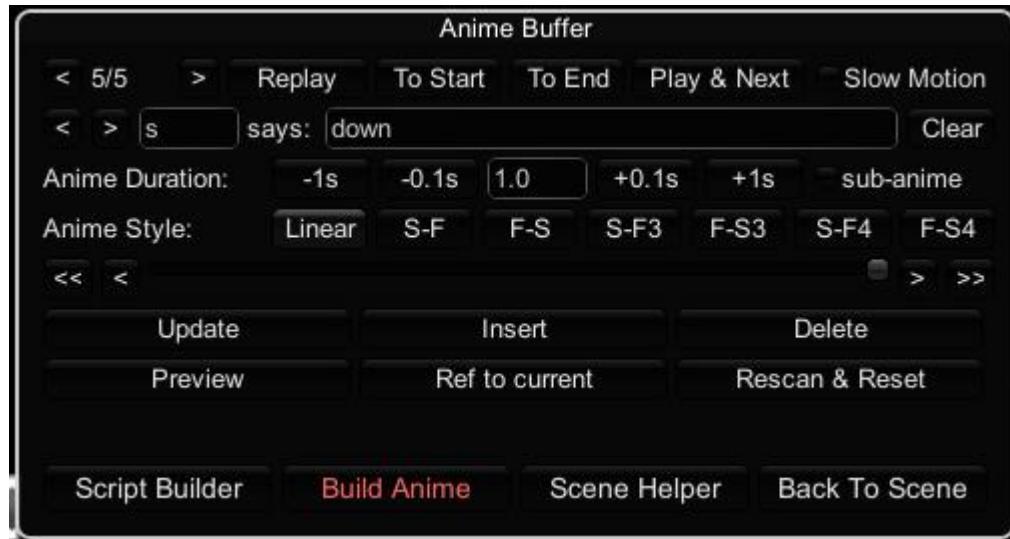 Anime Buffer
< 5/5 > Replay To Start To End Play & Next Slow Motion
< > s says: down Clear
Anime Duration: -1s -0.1s 1.0 +0.1s +1s sub-anime
Anime Style: Linear S-F F-S S-F3 F-S3 S-F4 F-S4
<< < > >>
Update Insert Delete
Preview Ref to current Rescan & Reset
Script Builder Build Anime Scene Helper Back To Scene